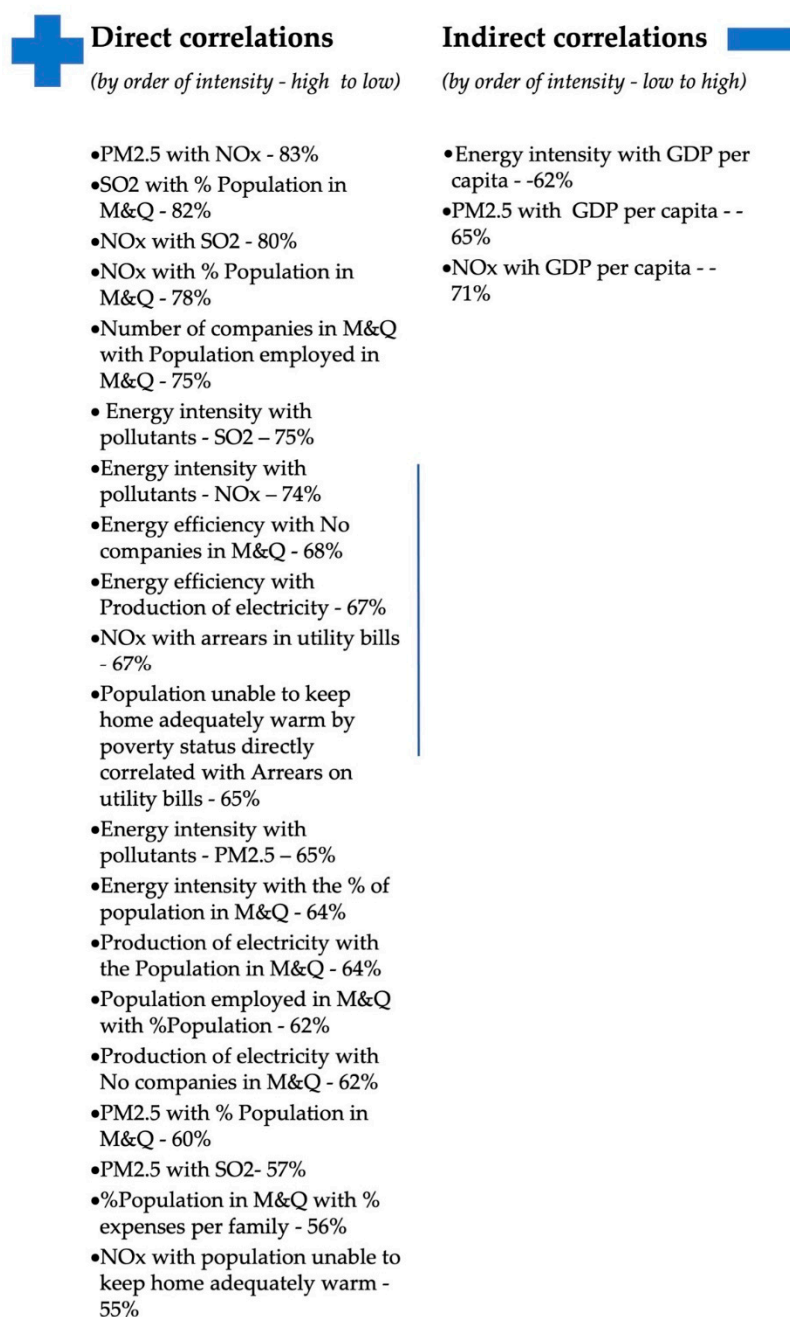 Direct correlations
(by order of intensity - high to low)
•PM2.5 with NOx - 83%
•SO2 with % Population in
M&Q - 82%
•NOx with SO2 - 80%
•NOx with % Population in
M&Q - 78%
•Number of companies in M&Q
with Population employed in
M&Q - 75%
• Energy intensity with
pollutants - SO2 – 75%
•Energy intensity with
pollutants - NOx – 74%
•Energy efficiency with No
companies in M&Q - 68%
•Energy efficiency with
Production of electricity - 67%
•NOx with arrears in utility bills
- 67%
•Population unable to keep
home adequately warm by
poverty status directly
correlated with Arrears on
utility bills - 65%
•Energy intensity with
pollutants - PM2.5 – 65%
•Energy intensity with the % of
population in M&Q - 64%
•Production of electricity with
the Population in M&Q - 64%
•Population employed in M&Q
with %Population - 62%
•Production of electricity with
No companies in M&Q - 62%
•PM2.5 with % Population in
M&Q - 60%
•PM2.5 with SO2- 57%
•%Population in M&Q with %
expenses per family - 56%
•NOx with population unable to
keep home adequately warm -
55%
Indirect correlations
(by order of intensity - low to high)
•Energy intensity with GDP per
capita - -62%
•PM2.5 with GDP per capita - -
65%
•NOx wih GDP per capita - -
71%